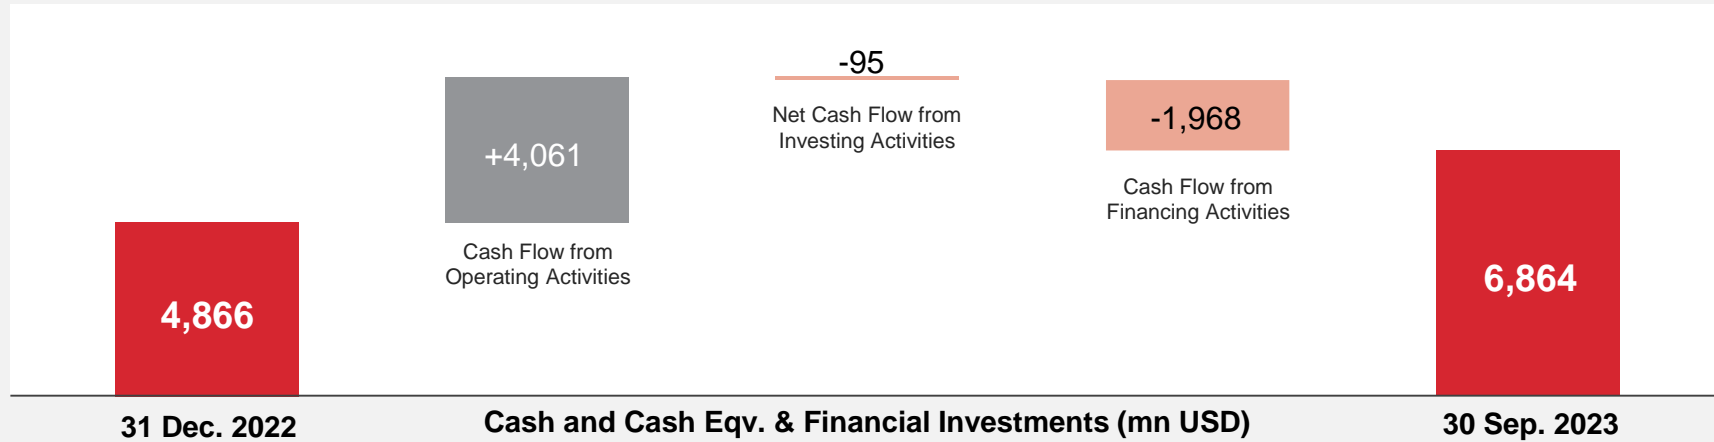 -95
Net Cash Flow from
Investing Activities
-1,968
+4,061
Cash Flow from
Financing Activities
Cash Flow from
Operating Activities
6,864
4,866
31 Dec. 2022
Cash and Cash Eqv. & Financial Investments (mn USD)
30 Sep. 2023